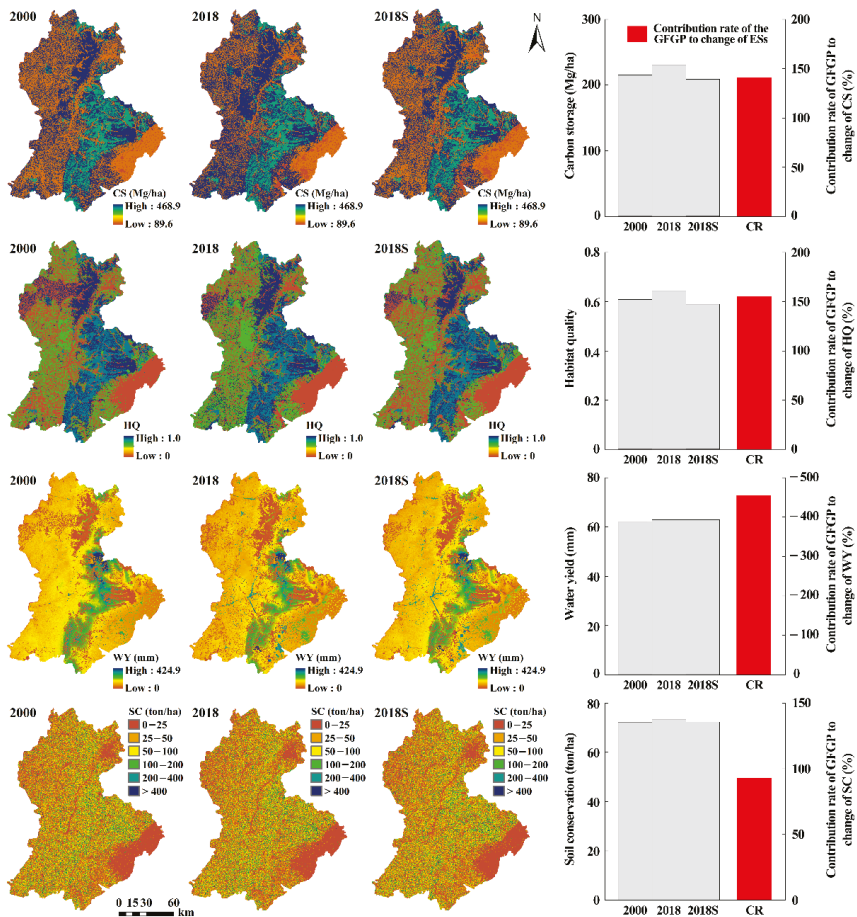 2000
2018
2018S
N
CS (Mg/ha)
High : 468.9
Low : 89.6
CS (Mg/ha)
High : 468.9
Low : 89.6
CS (Mg/ha)
High : 468.9
Low : 89.6
Carbon storage (Mg/ha)
300
200
100
0
Contribution rate of the
GFGP to change of ESs
200
150
100
50
0
Contribution rate of GFGP to
change of CS (%)
2000
2018
2018S
CR
2000
2018
2018S
HQ
High : 1.0
Low : 0
HQ
High : 1.0
Low : 0
HQ
High : 1.0
Low : 0
Habitat quality
0.8
0.6
0.4
0.2
0
200
150
100
50
0
Contribution rate of GFGP to
change of HQ (%)
2000
2018
2018S
CR
2000
2018
2018S
WY (mm)
High : 424.9
Low : 0
WY (mm)
High : 424.9
Low : 0
WY (mm)
High : 424.9
Low : 0
Water yield (mm)
80
60
40
20
0
−500
−400
−300
−200
−100
0
Contribution rate of GFGP to
change of WY (%)
2000
2018
2018S
CR
2000
SC (ton/ha)
0−25
25−50
50−100
100−200
200−400
> 400
2018
SC (ton/ha)
0−25
25−50
50−100
100−200
200−400
> 400
2018S
SC (ton/ha)
0−25
25−50
50−100
100−200
200−400
> 400
0 15 30 60
km
Soil conservation (ton/ha)
80
60
40
20
0
150
100
50
0
Contribution rate of GFGP to
change of SC (%)
2000
2018
2018S
CR